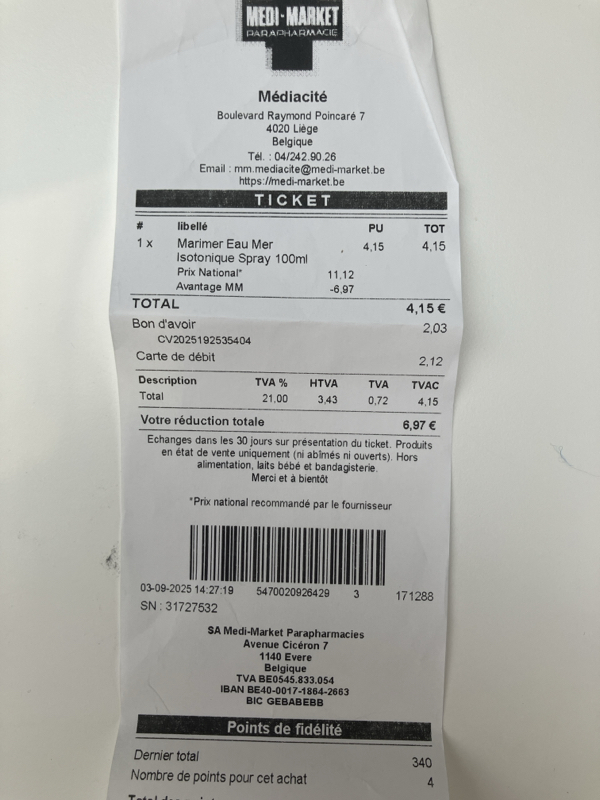 MEDI-MARKET
PARAPHARMACIE
Médiacité
Boulevard Raymond Poincaré 7
4020 Liège
Belgique
Tél. : 04/242.90.26
Email : mm.mediacite@medi-market.be
https://medi-market.be
TICKET
# libellé PU TOT
1 x Marimer Eau Mer 4,15 4,15
Isotonique Spray 100ml
Prix National* 11,12
Avantage MM -6,97
TOTAL 4,15 €
Bon d'avoir 2,03
CV2025192535404
Carte de débit 2,12
Description TVA % HTVA TVA TVAC
Total 21,00 3,43 0,72 4,15
Votre réduction totale 6,97 €
Echanges dans les 30 jours sur présentation du ticket. Produits
en état de vente uniquement (ni abîmés ni ouverts). Hors
alimentation, laits bébé et bandagisterie.
Merci et à bientôt
*Prix national recommandé par le fournisseur
03-09-2025 14:27:19 5470020926429 3 171288
SN : 31727532
SA Medi-Market Parapharmacies
Avenue Cicéron 7
1140 Evere
Belgique
TVA BE0545.833.054
IBAN BE40-0017-1864-2663
BIC GEBABEBB
Points de fidélité
Dernier total 340
Nombre de points pour cet achat 4